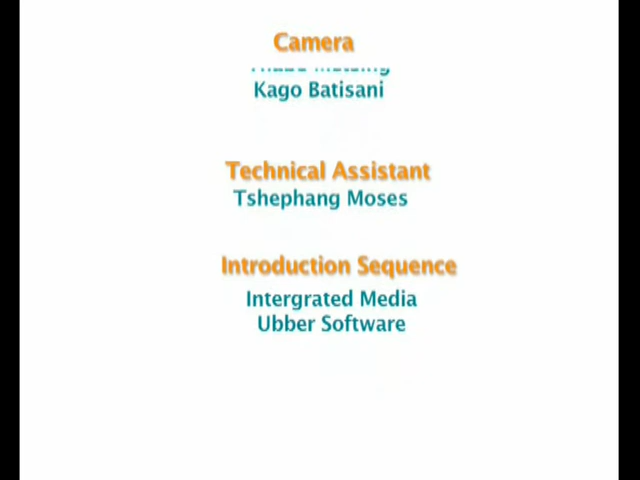 Camera
Kago Batisani
Technical Assistant
Tshephang Moses
Introduction Sequence
Intergrated Media
Ubber Software